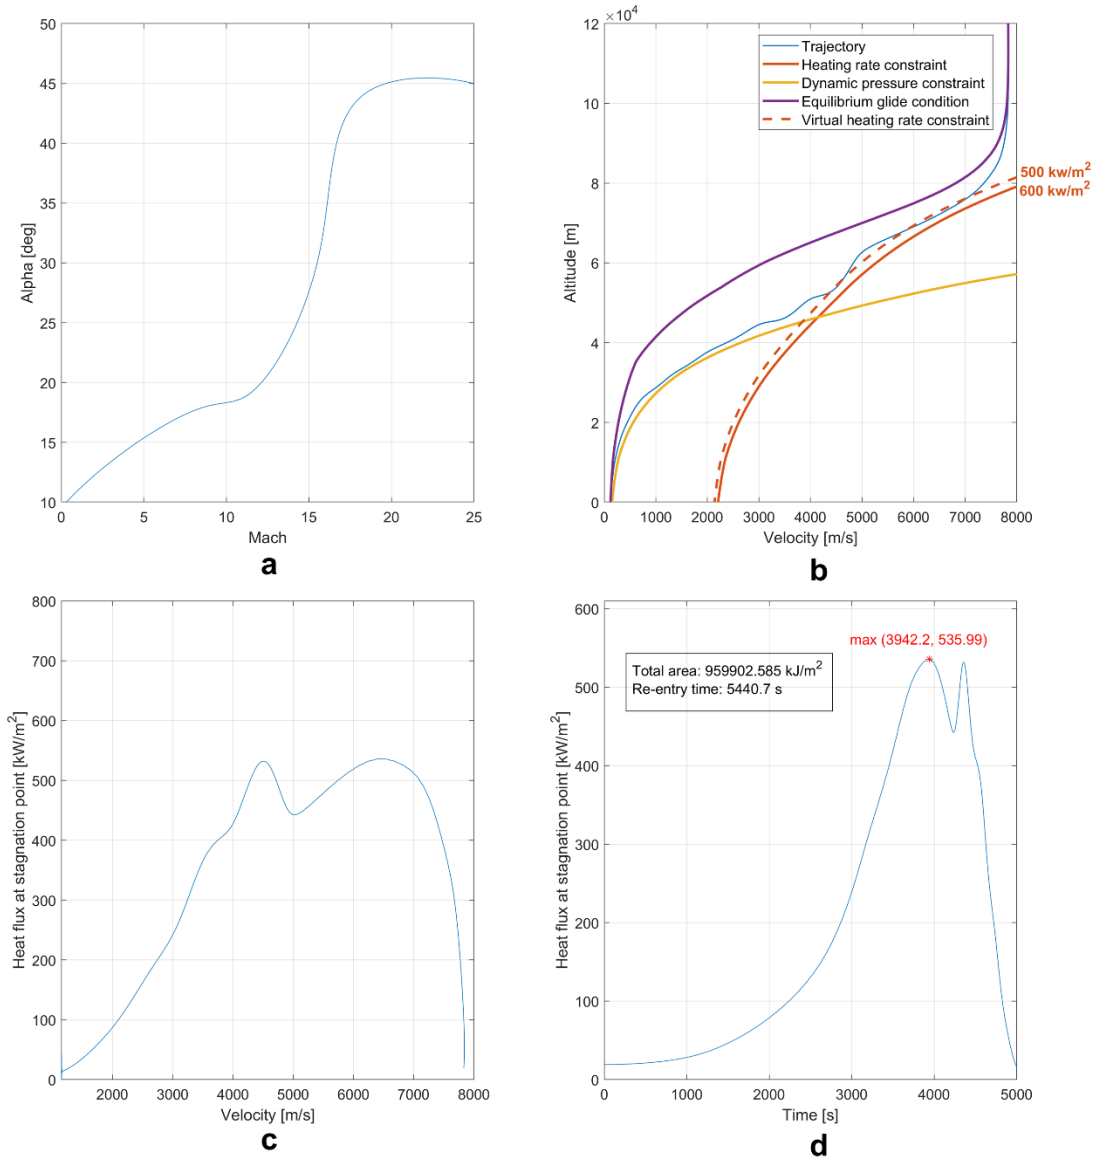 50
45
40
35
30
25
20
15
10
0
5
10
15
20
25
Alpha [deg]
Mach
a
×10⁴
12
10
8
6
4
2
0
0
1000
2000
3000
4000
5000
6000
7000
8000
Altitude [m]
Velocity [m/s]
Trajectory
Heating rate constraint
Dynamic pressure constraint
Equilibrium glide condition
Virtual heating rate constraint
500 kw/m²
600 kw/m²
b
800
700
600
500
400
300
200
100
0
2000
3000
4000
5000
6000
7000
8000
Heat flux at stagnation point [kW/m²]
Velocity [m/s]
c
600
500
400
300
200
100
0
0
1000
2000
3000
4000
5000
Heat flux at stagnation point [kW/m²]
Time [s]
max (3942.2, 535.99)
Total area: 959902.585 kJ/m²
Re-entry time: 5440.7 s
d